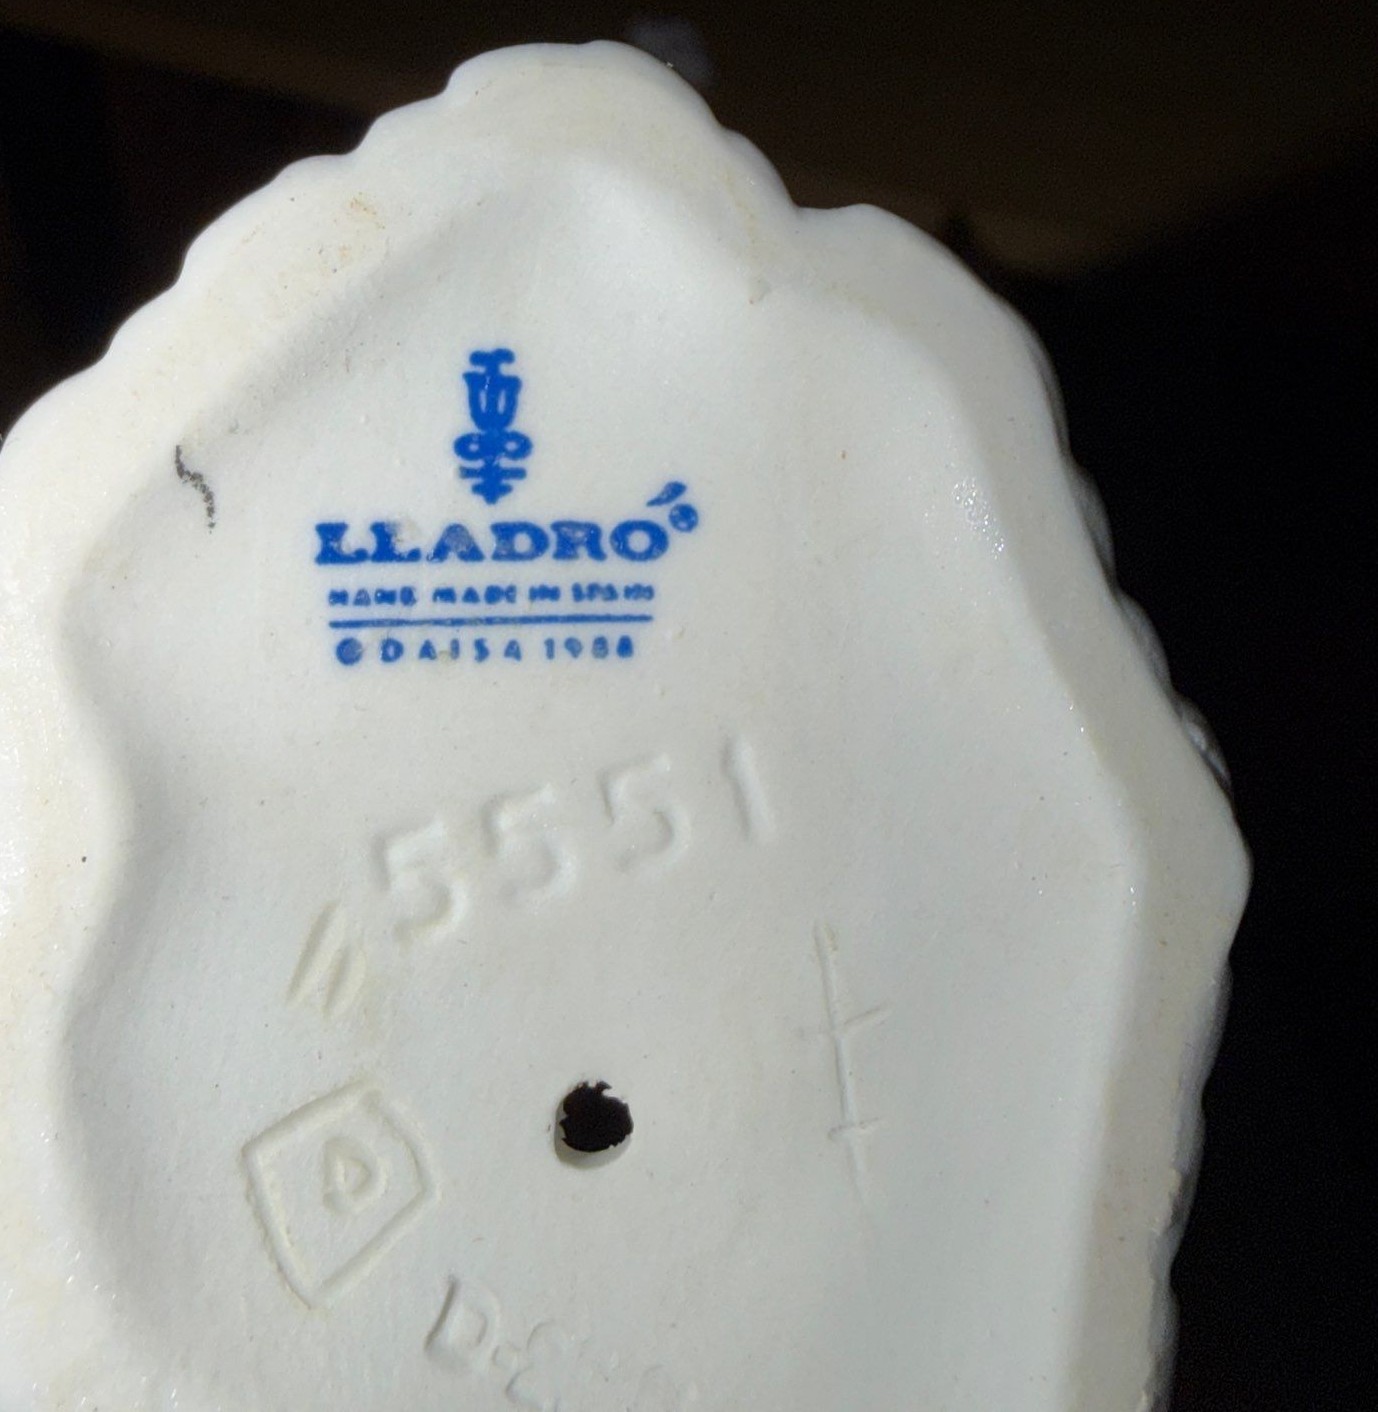 LLADRÓ
HAND MADE IN SPAIN
© DAISA 1988
5551
D